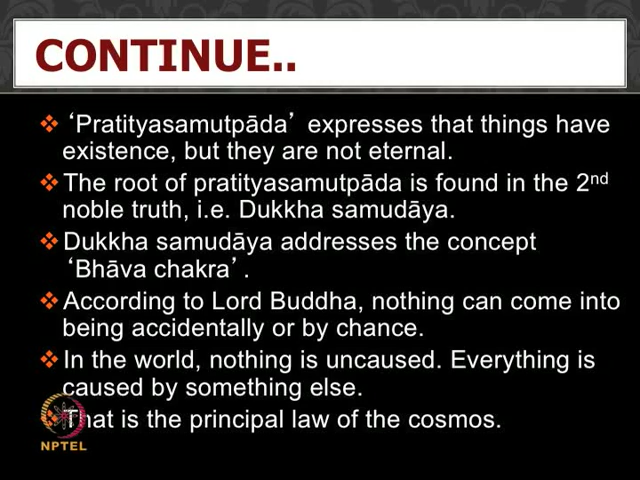 CONTINUE..
❖ ‘Pratityasamutpāda’ expresses that things have
existence, but they are not eternal.
❖ The root of pratityasamutpāda is found in the 2nd
noble truth, i.e. Dukkha samudāya.
❖ Dukkha samudāya addresses the concept
‘Bhāva chakra’.
❖ According to Lord Buddha, nothing can come into
being accidentally or by chance.
❖ In the world, nothing is uncaused. Everything is
caused by something else.
❖ That is the principal law of the cosmos.
NPTEL